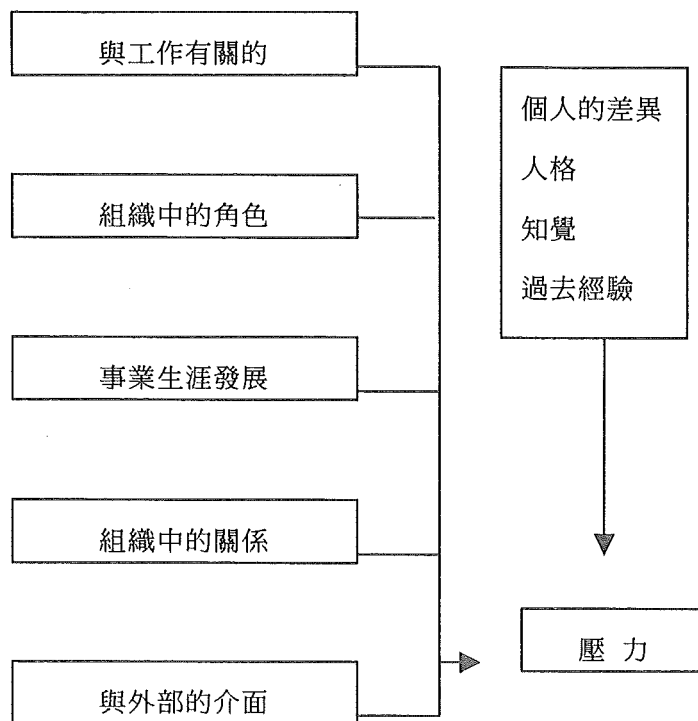 與工作有關的
組織中的角色
事業生涯發展
組織中的關係
與外部的介面
個人的差異
人格
知覺
過去經驗
壓 力